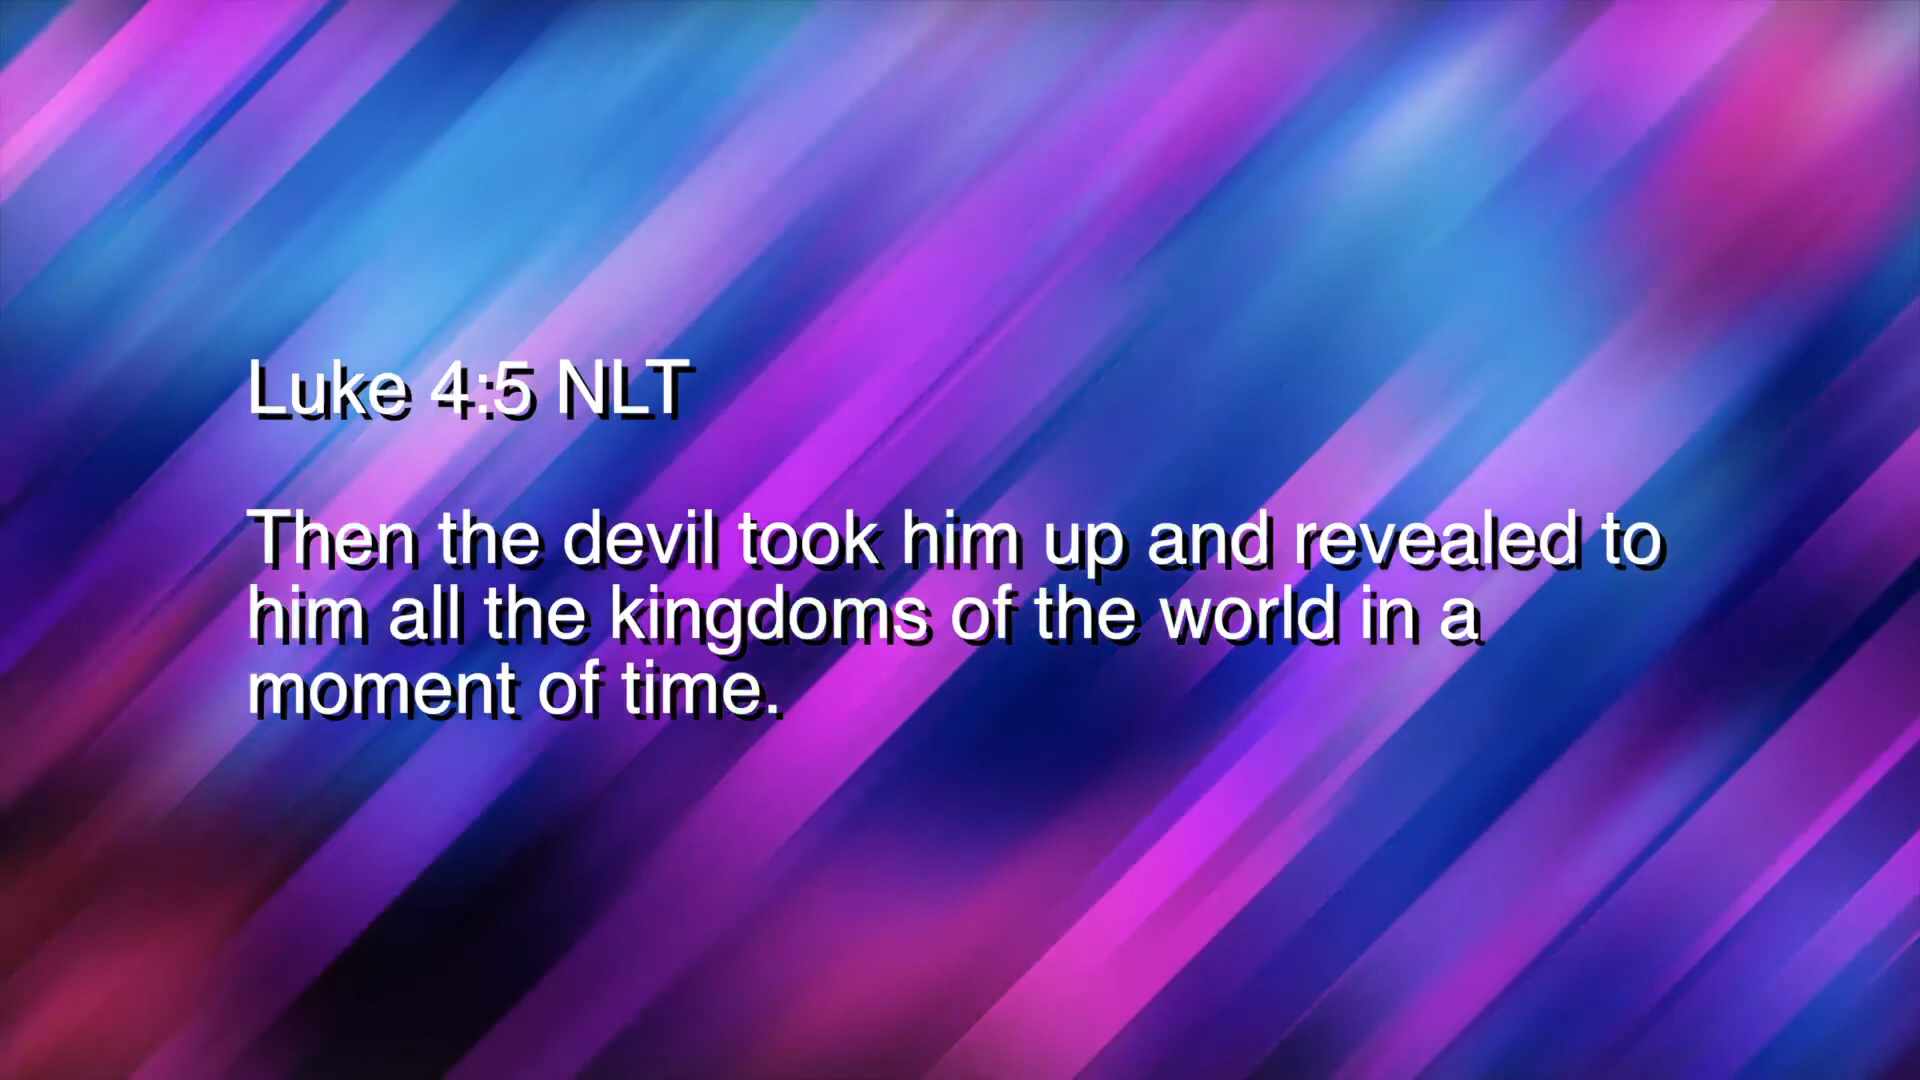 Luke 4:5 NLT
Then the devil took him up and revealed to
him all the kingdoms of the world in a
moment of time.